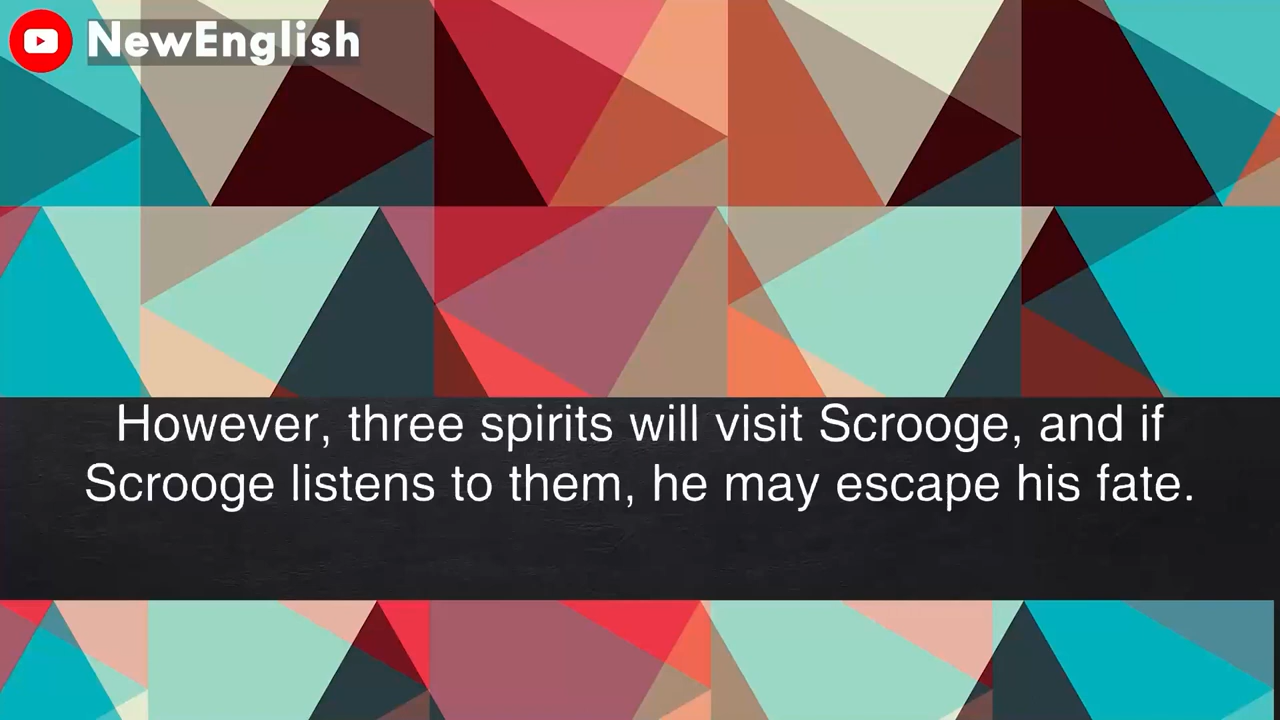 NewEnglish
However, three spirits will visit Scrooge, and if
Scrooge listens to them, he may escape his fate.